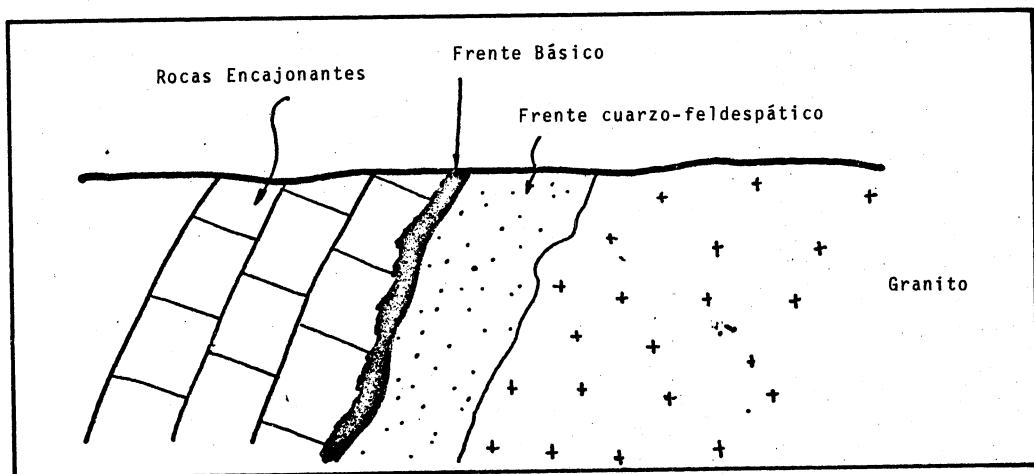 Frente Básico
Rocas Encajonantes
Frente cuarzo-feldespático
Granito